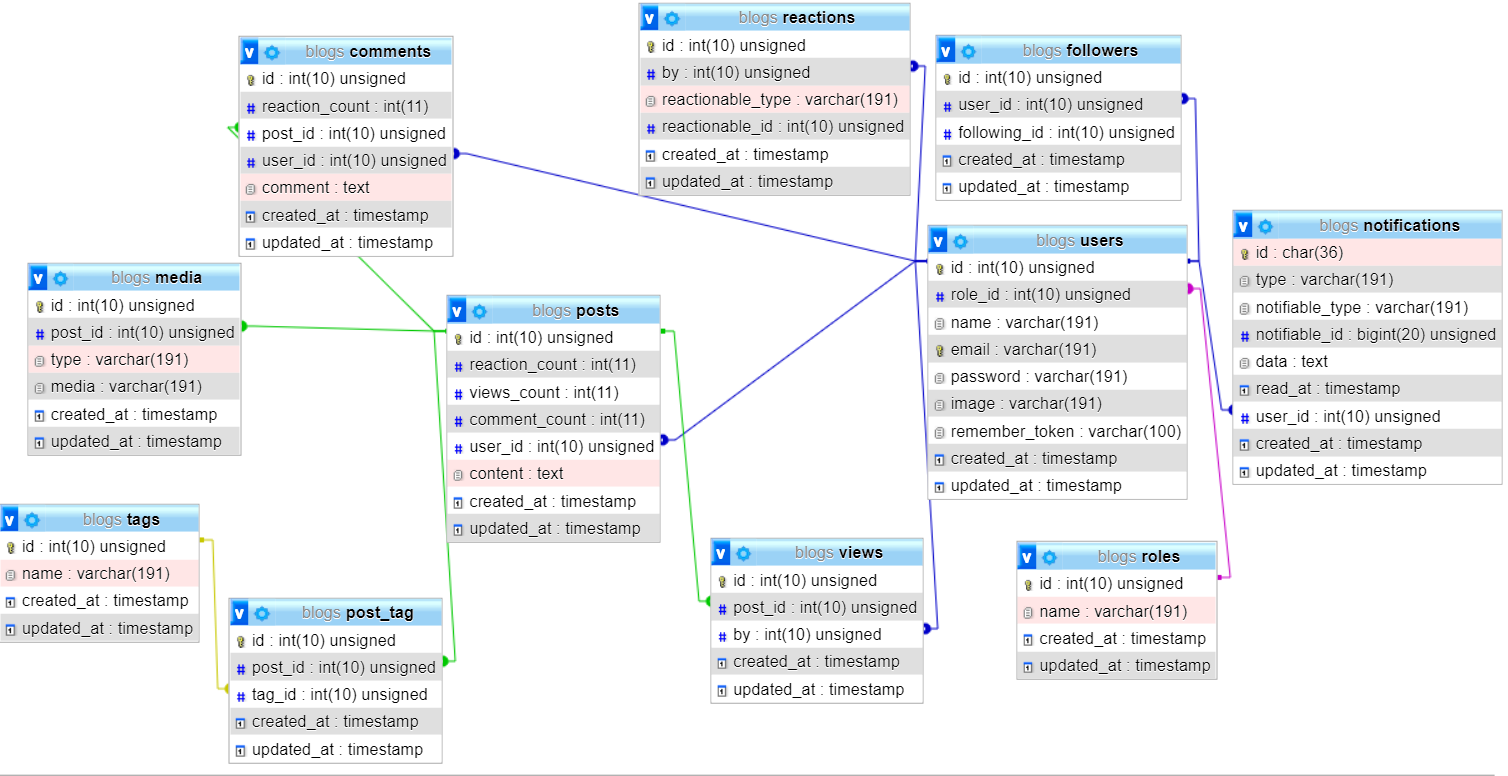 blogs comments
id : int(10) unsigned
reaction_count : int(11)
post_id : int(10) unsigned
user_id : int(10) unsigned
comment : text
created_at : timestamp
updated_at : timestamp
blogs reactions
id : int(10) unsigned
by : int(10) unsigned
reactionable_type : varchar(191)
reactionable_id : int(10) unsigned
created_at : timestamp
updated_at : timestamp
blogs followers
id : int(10) unsigned
user_id : int(10) unsigned
following_id : int(10) unsigned
created_at : timestamp
updated_at : timestamp
blogs media
id : int(10) unsigned
post_id : int(10) unsigned
type : varchar(191)
media : varchar(191)
created_at : timestamp
updated_at : timestamp
blogs posts
id : int(10) unsigned
reaction_count : int(11)
views_count : int(11)
comment_count : int(11)
user_id : int(10) unsigned
content : text
created_at : timestamp
updated_at : timestamp
blogs users
id : int(10) unsigned
role_id : int(10) unsigned
name : varchar(191)
email : varchar(191)
password : varchar(191)
image : varchar(191)
remember_token : varchar(100)
created_at : timestamp
updated_at : timestamp
blogs notifications
id : char(36)
type : varchar(191)
notifiable_type : varchar(191)
notifiable_id : bigint(20) unsigned
data : text
read_at : timestamp
user_id : int(10) unsigned
created_at : timestamp
updated_at : timestamp
blogs tags
id : int(10) unsigned
name : varchar(191)
created_at : timestamp
updated_at : timestamp
blogs post_tag
id : int(10) unsigned
post_id : int(10) unsigned
tag_id : int(10) unsigned
created_at : timestamp
updated_at : timestamp
blogs views
id : int(10) unsigned
post_id : int(10) unsigned
by : int(10) unsigned
created_at : timestamp
updated_at : timestamp
blogs roles
id : int(10) unsigned
name : varchar(191)
created_at : timestamp
updated_at : timestamp